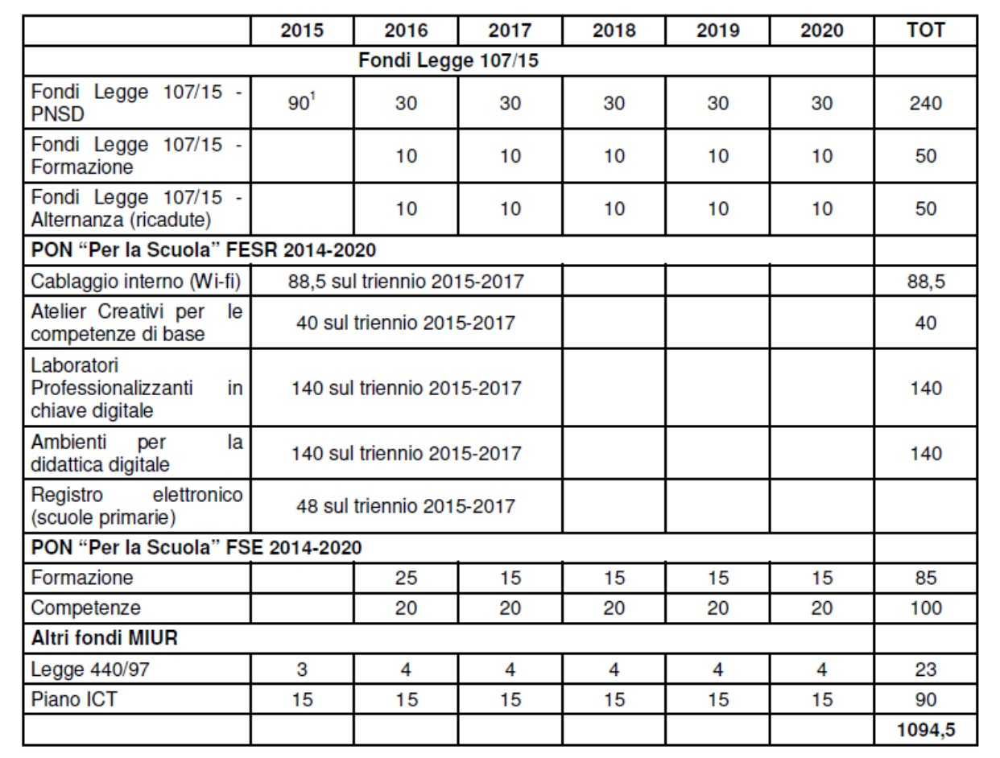 2015 2016 2017 2018 2019 2020 TOT
Fondi Legge 107/15
Fondi Legge 107/15 -
PNSD
90¹ 30 30 30 30 30 240
Fondi Legge 107/15 -
Formazione
10 10 10 10 10 50
Fondi Legge 107/15 -
Alternanza (ricadute)
10 10 10 10 10 50
PON “Per la Scuola” FESR 2014-2020
Cablaggio interno (Wi-fi) 88,5 sul triennio 2015-2017 88,5
Atelier Creativi per le
competenze di base
40 sul triennio 2015-2017 40
Laboratori
Professionalizzanti in
chiave digitale
140 sul triennio 2015-2017 140
Ambienti per la
didattica digitale
140 sul triennio 2015-2017 140
Registro elettronico
(scuole primarie)
48 sul triennio 2015-2017
PON “Per la Scuola” FSE 2014-2020
Formazione 25 15 15 15 15 85
Competenze 20 20 20 20 20 100
Altri fondi MIUR
Legge 440/97 3 4 4 4 4 4 23
Piano ICT 15 15 15 15 15 15 90
1094,5